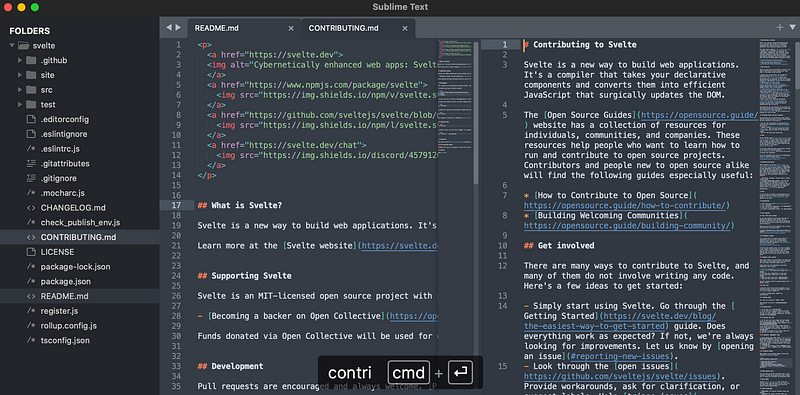 Sublime Text
FOLDERS
svelte
.github
site
src
test
.editorconfig
.eslintignore
.eslintrc.js
.gitattributes
.gitignore
.mocharc.js
CHANGELOG.md
check_publish_env.js
CONTRIBUTING.md
LICENSE
package-lock.json
package.json
README.md
register.js
rollup.config.js
tsconfig.json
README.md
CONTRIBUTING.md
1 <p>
2 <a href="https://svelte.dev">
3 <img alt="Cybernetically enhanced web apps: Svelt
4 </a>
5 <a href="https://www.npmjs.com/package/svelte">
6 <img src="https://img.shields.io/npm/v/svelte.s
7 </a>
8 <a href="https://github.com/sveltejs/svelte/blob/
9 <img src="https://img.shields.io/npm/l/svelte.s
10 </a>
11 <a href="https://svelte.dev/chat">
12 <img src="https://img.shields.io/discord/457912
13 </a>
14 </p>
15
16
17 ## What is Svelte?
18
19 Svelte is a new way to build web applications. It's
20
21 Learn more at the [Svelte website](https://svelte.d
22
23
24 ## Supporting Svelte
25
26 Svelte is an MIT-licensed open source project with
27
28 - [Becoming a backer on Open Collective](https://op
29
30 Funds donated via Open Collective will be used for
31
32
33 ## Development
34
35 Pull requests are encouraged and always welcome. [P
1 # Contributing to Svelte
2
3 Svelte is a new way to build web applications.
It's a compiler that takes your declarative
components and converts them into efficient
JavaScript that surgically updates the DOM.
4
5 The [Open Source Guides](https://opensource.guide/
) website has a collection of resources for
individuals, communities, and companies. These
resources help people who want to learn how to
run and contribute to open source projects.
Contributors and people new to open source alike
will find the following guides especially useful:
6
7 * [How to Contribute to Open Source](
https://opensource.guide/how-to-contribute/)
8 * [Building Welcoming Communities](
https://opensource.guide/building-community/)
9
10 ## Get involved
11
12 There are many ways to contribute to Svelte, and
many of them do not involve writing any code.
Here's a few ideas to get started:
13
14 - Simply start using Svelte. Go through the [
Getting Started](https://svelte.dev/blog/
the-easiest-way-to-get-started) guide. Does
everything work as expected? If not, we're always
looking for improvements. Let us know by [opening
an issue](#reporting-new-issues).
15 - Look through the [open issues](
https://github.com/sveltejs/svelte/issues).
Provide workarounds, ask for clarification, or
contri cmd + ⏎